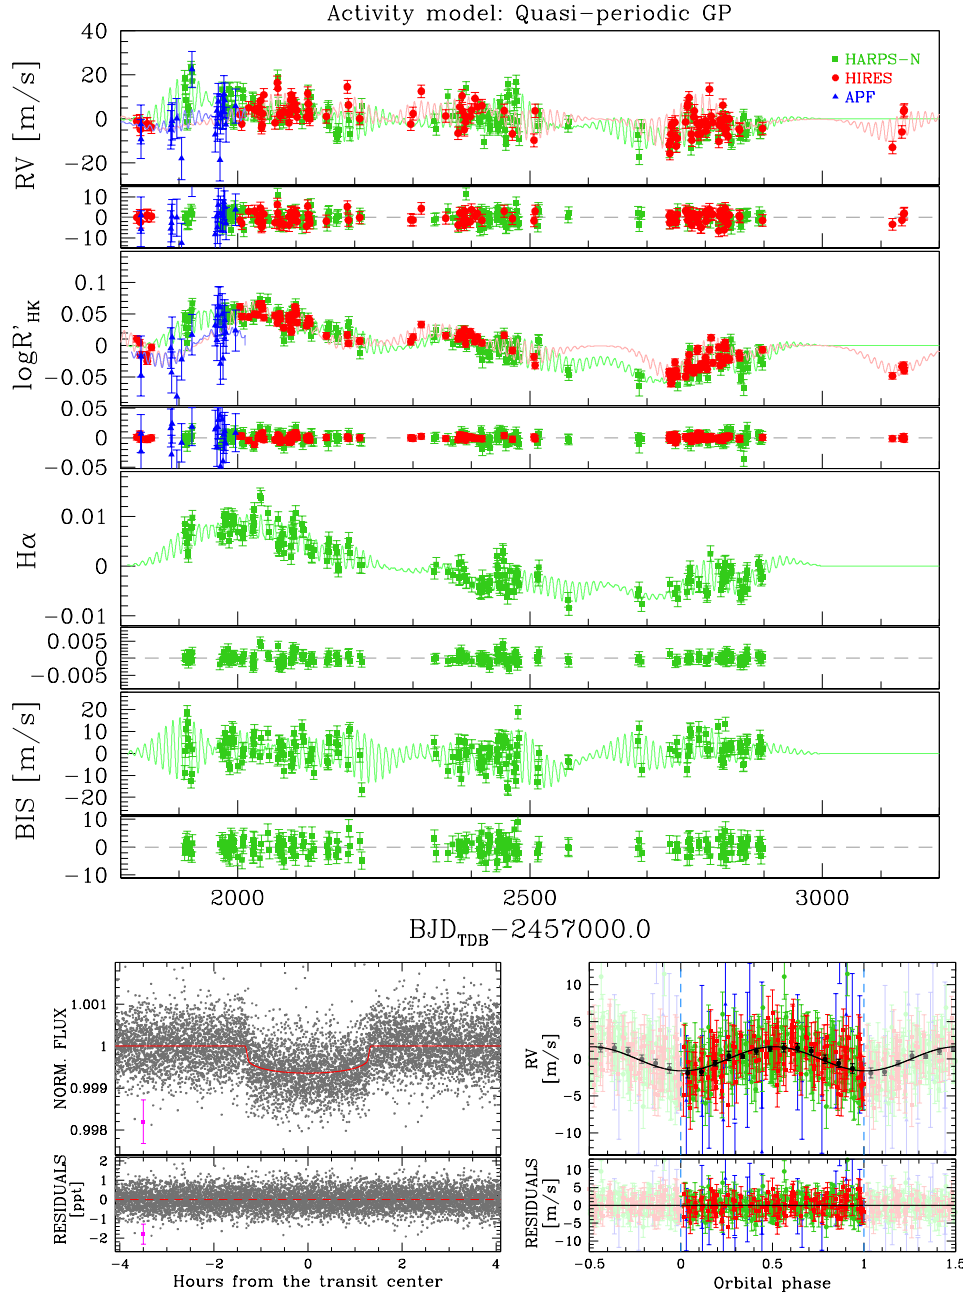 Activity model: Quasi-periodic GP
RV [m/s]
40
20
0
-20
HARPS-N
HIRES
APF
10
0
-10
logR'HK
0.1
0.05
0
-0.05
0.05
0
-0.05
Hα
0.01
0
-0.01
0.005
0
-0.005
BIS [m/s]
20
10
0
-10
-20
10
0
-10
2000 2500 3000
BJDTDB-2457000.0
NORM. FLUX
1.001
1
0.999
0.998
RESIDUALS
[ppt]
2
1
0
-1
-2
-4 -2 0 2 4
Hours from the transit center
RV
[m/s]
10
5
0
-5
-10
RESIDUALS
[m/s]
10
5
0
-5
-10
-0.5 0 0.5 1 1.5
Orbital phase